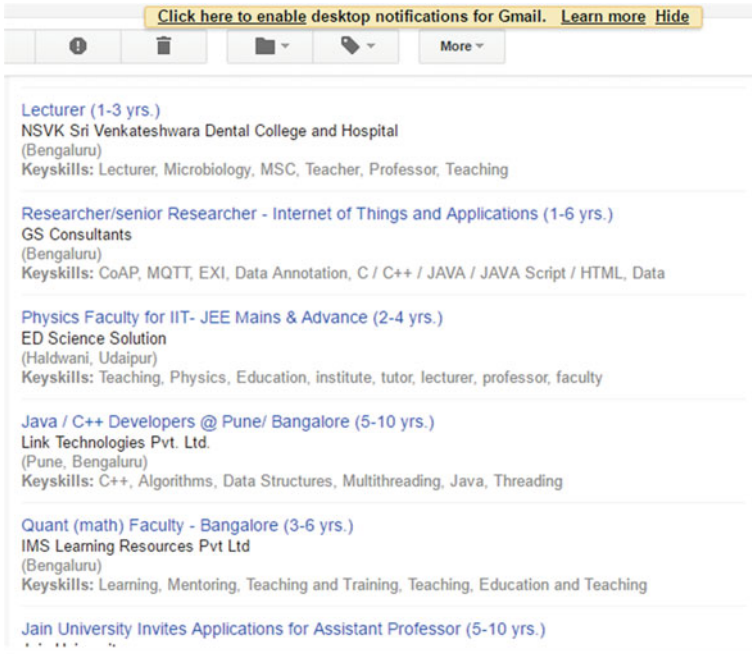 Click here to enable desktop notifications for Gmail. Learn more Hide
More
Lecturer (1-3 yrs.)
NSVK Sri Venkateshwara Dental College and Hospital
(Bengaluru)
Keyskills: Lecturer, Microbiology, MSC, Teacher, Professor, Teaching
Researcher/senior Researcher - Internet of Things and Applications (1-6 yrs.)
GS Consultants
(Bengaluru)
Keyskills: CoAP, MQTT, EXI, Data Annotation, C / C++ / JAVA / JAVA Script / HTML, Data
Physics Faculty for IIT- JEE Mains & Advance (2-4 yrs.)
ED Science Solution
(Haldwani, Udaipur)
Keyskills: Teaching, Physics, Education, institute, tutor, lecturer, professor, faculty
Java / C++ Developers @ Pune/ Bangalore (5-10 yrs.)
Link Technologies Pvt. Ltd.
(Pune, Bengaluru)
Keyskills: C++, Algorithms, Data Structures, Multithreading, Java, Threading
Quant (math) Faculty - Bangalore (3-6 yrs.)
IMS Learning Resources Pvt Ltd
(Bengaluru)
Keyskills: Learning, Mentoring, Teaching and Training, Teaching, Education and Teaching
Jain University Invites Applications for Assistant Professor (5-10 yrs.)